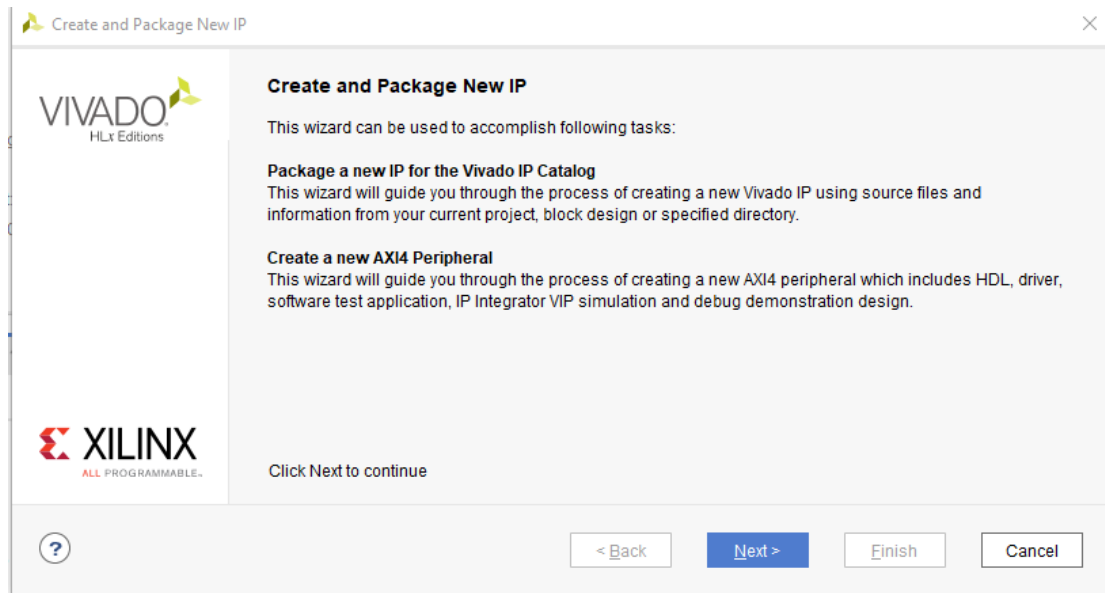 Create and Package New IP
VIVADO
HLx Editions
Create and Package New IP
This wizard can be used to accomplish following tasks:
Package a new IP for the Vivado IP Catalog
This wizard will guide you through the process of creating a new Vivado IP using source files and
information from your current project, block design or specified directory.
Create a new AXI4 Peripheral
This wizard will guide you through the process of creating a new AXI4 peripheral which includes HDL, driver,
software test application, IP Integrator VIP simulation and debug demonstration design.
XILINX
ALL PROGRAMMABLE™
Click Next to continue
?
< Back
Next >
Finish
Cancel